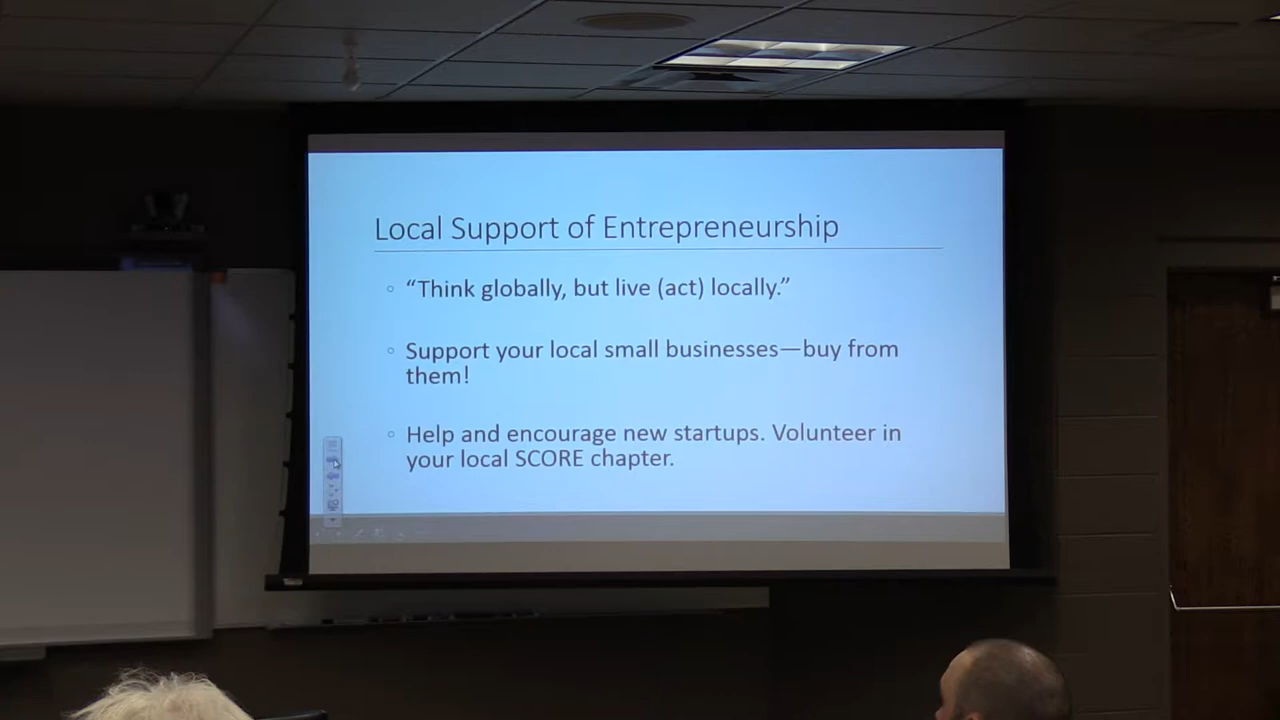 Local Support of Entrepreneurship
“Think globally, but live (act) locally.”
Support your local small businesses—buy from
them!
Help and encourage new startups. Volunteer in
your local SCORE chapter.